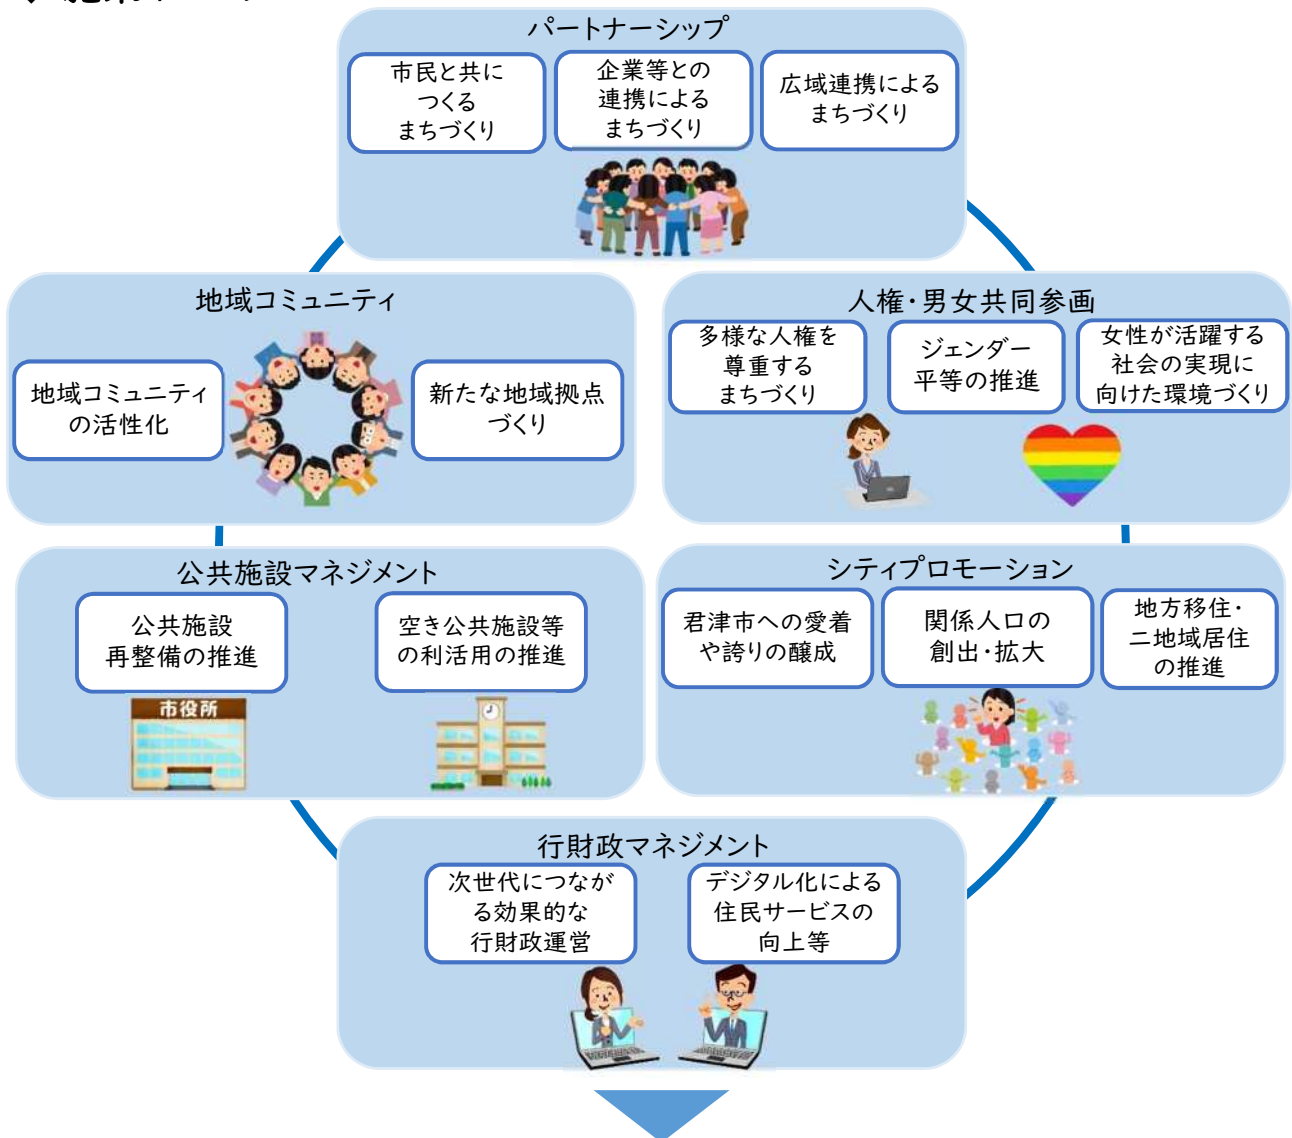 パートナーシップ
市民と共に
つくる
まちづくり
企業等との
連携による
まちづくり
広域連携による
まちづくり
地域コミュニティ
地域コミュニティ
の活性化
新たな地域拠点
づくり
人権・男女共同参画
多様な人権を
尊重する
まちづくり
ジェンダー
平等の推進
女性が活躍する
社会の実現に
向けた環境づくり
公共施設マネジメント
公共施設
再整備の推進
空き公共施設等
の利活用の推進
市役所
シティプロモーション
君津市への愛着
や誇りの醸成
関係人口の
創出・拡大
地方移住・
二地域居住
の推進
行財政マネジメント
次世代につなが
る効果的な
行財政運営
デジタル化による
住民サービスの
向上等